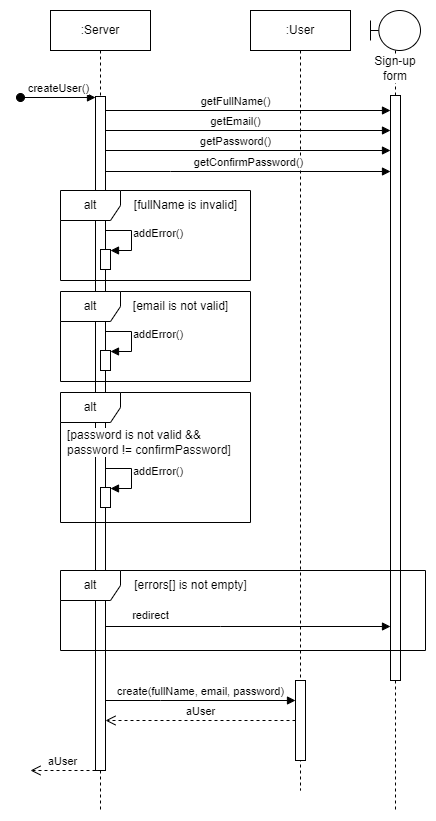 :Server
:User
Sign-up
form
createUser()
getFullName()
getEmail()
getPassword()
getConfirmPassword()
alt
[fullName is invalid]
addError()
alt
[email is not valid]
addError()
alt
[password is not valid &&
password != confirmPassword]
addError()
alt
[errors[] is not empty]
redirect
create(fullName, email, password)
aUser
aUser